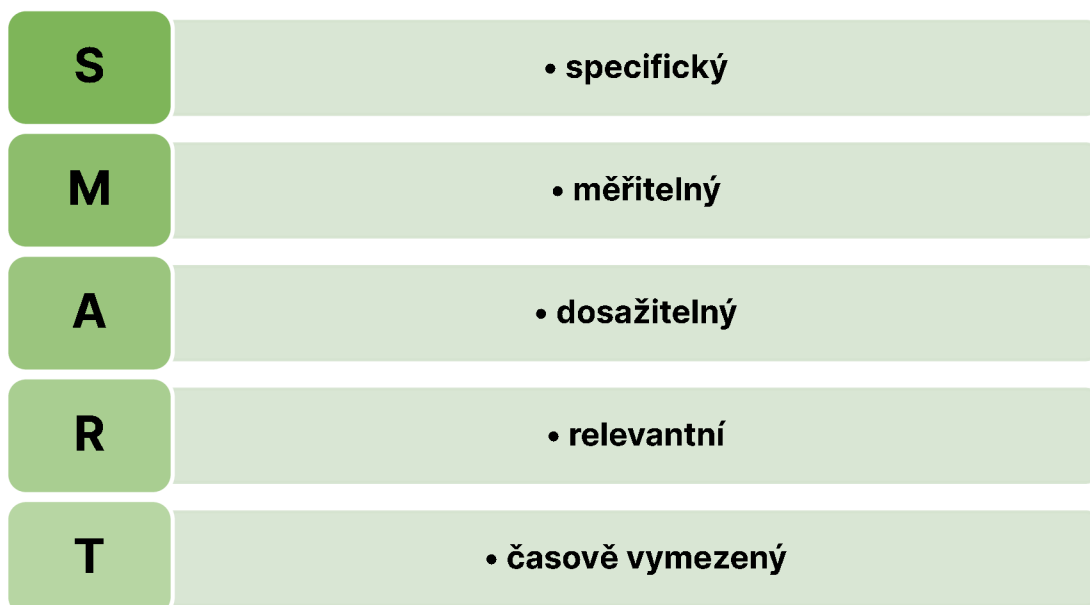 S
• specifický
M
• měřitelný
A
• dosažitelný
R
• relevantní
T
• časově vymezený